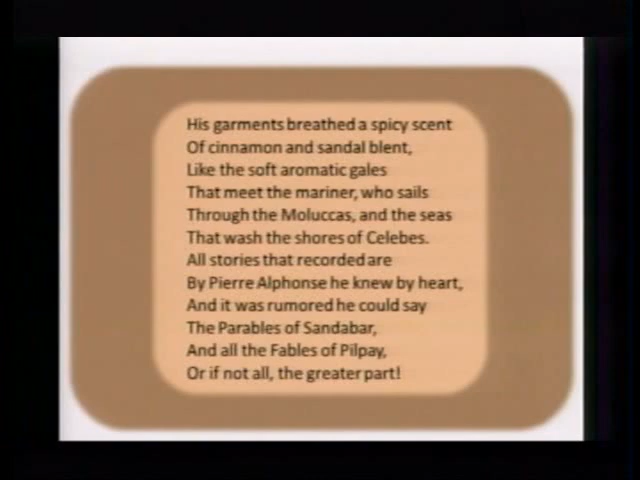 His garments breathed a spicy scent
Of cinnamon and sandal blent,
Like the soft aromatic gales
That meet the mariner, who sails
Through the Moluccas, and the seas
That wash the shores of Celebes.
All stories that recorded are
By Pierre Alphonse he knew by heart,
And it was rumored he could say
The Parables of Sandabar,
And all the Fables of Pilpay,
Or if not all, the greater part!